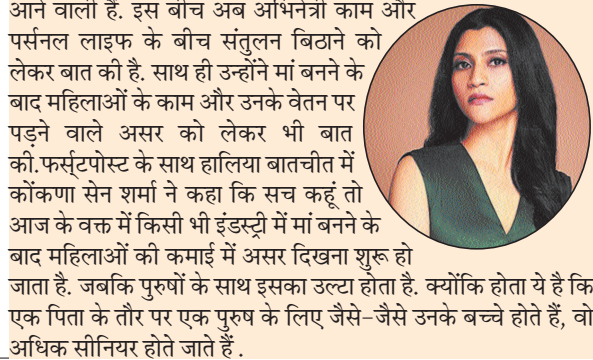 आने वाली हैं. इस बीच अब अभिनेत्री काम और
पर्सनल लाइफ के बीच संतुलन बिठाने को
लेकर बात की है. साथ ही उन्होंने मां बनने के
बाद महिलाओं के काम और उनके वेतन पर
पड़ने वाले असर को लेकर भी बात
की.फर्स्टपोस्ट के साथ हालिया बातचीत में
कोंकणा सेन शर्मा ने कहा कि सच कहूं तो
आज के वक्त में किसी भी इंडस्ट्री में मां बनने के
बाद महिलाओं की कमाई में असर दिखना शुरू हो
जाता है. जबकि पुरुषों के साथ इसका उल्टा होता है. क्योंकि होता ये है कि
एक पिता के तौर पर एक पुरुष के लिए जैसे-जैसे उनके बच्चे होते हैं, वो
अधिक सीनियर होते जाते हैं .